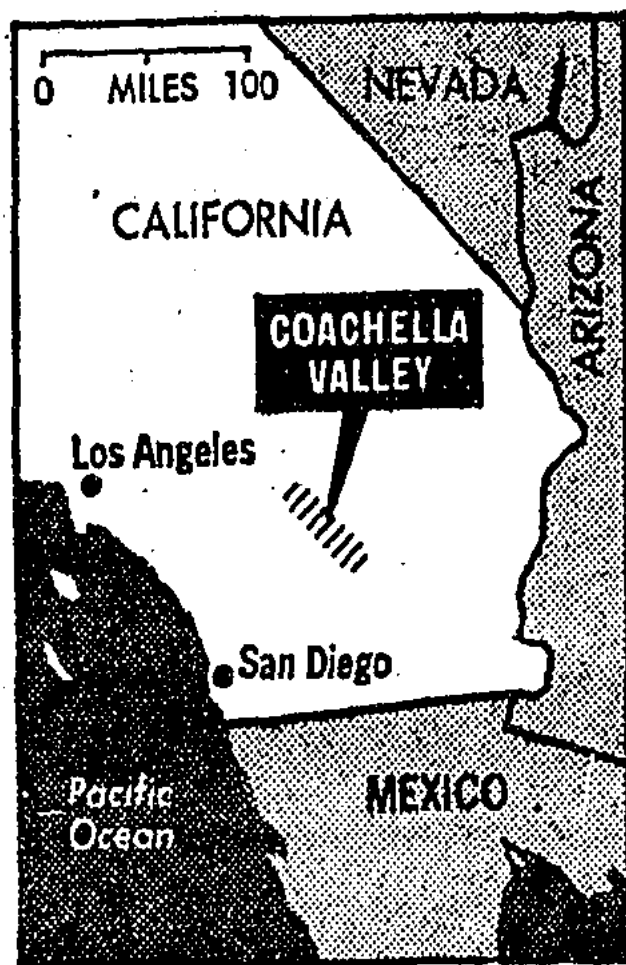 0 MILES 100
NEVADA
CALIFORNIA
ARIZONA
COACHELLA
VALLEY
Los Angeles
San Diego
Pacific
Ocean
MEXICO